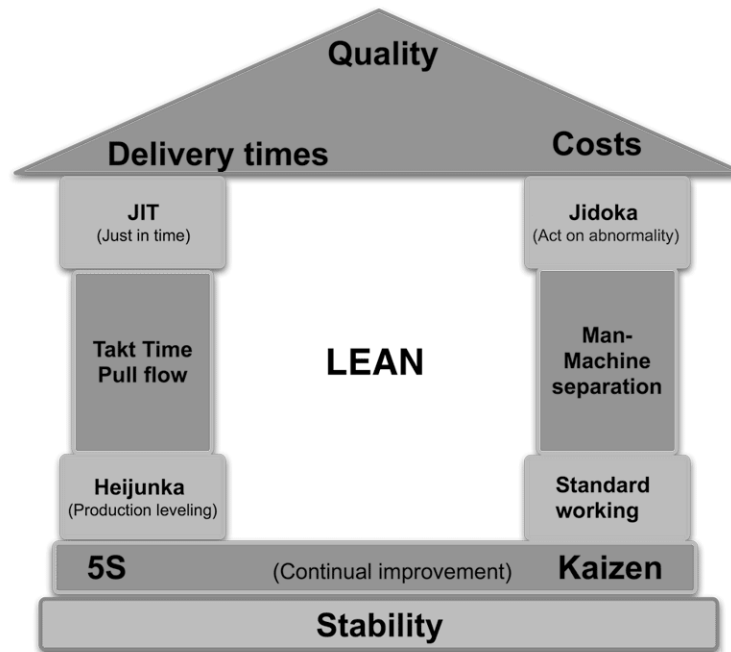 Quality
Delivery times
Costs
JIT
(Just in time)
Jidoka
(Act on abnormality)
Takt Time
Pull flow
LEAN
Man-
Machine
separation
Heijunka
(Production leveling)
Standard
working
5S
(Continual improvement)
Kaizen
Stability